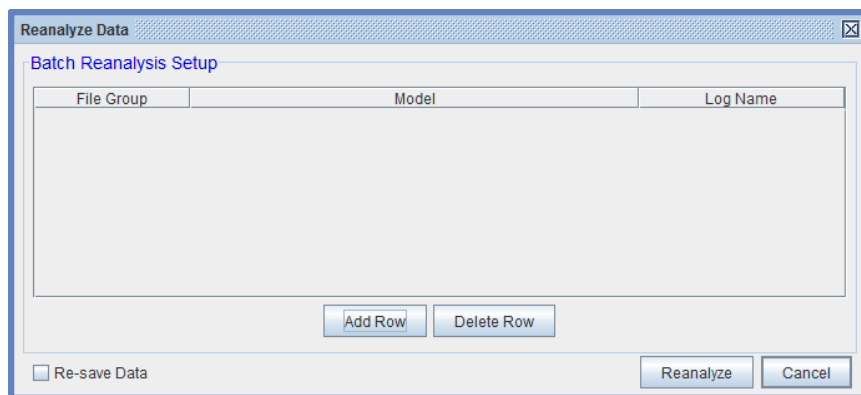 Reanalyze Data
Batch Reanalysis Setup
File Group Model Log Name
Add Row Delete Row
Re-save Data Reanalyze Cancel